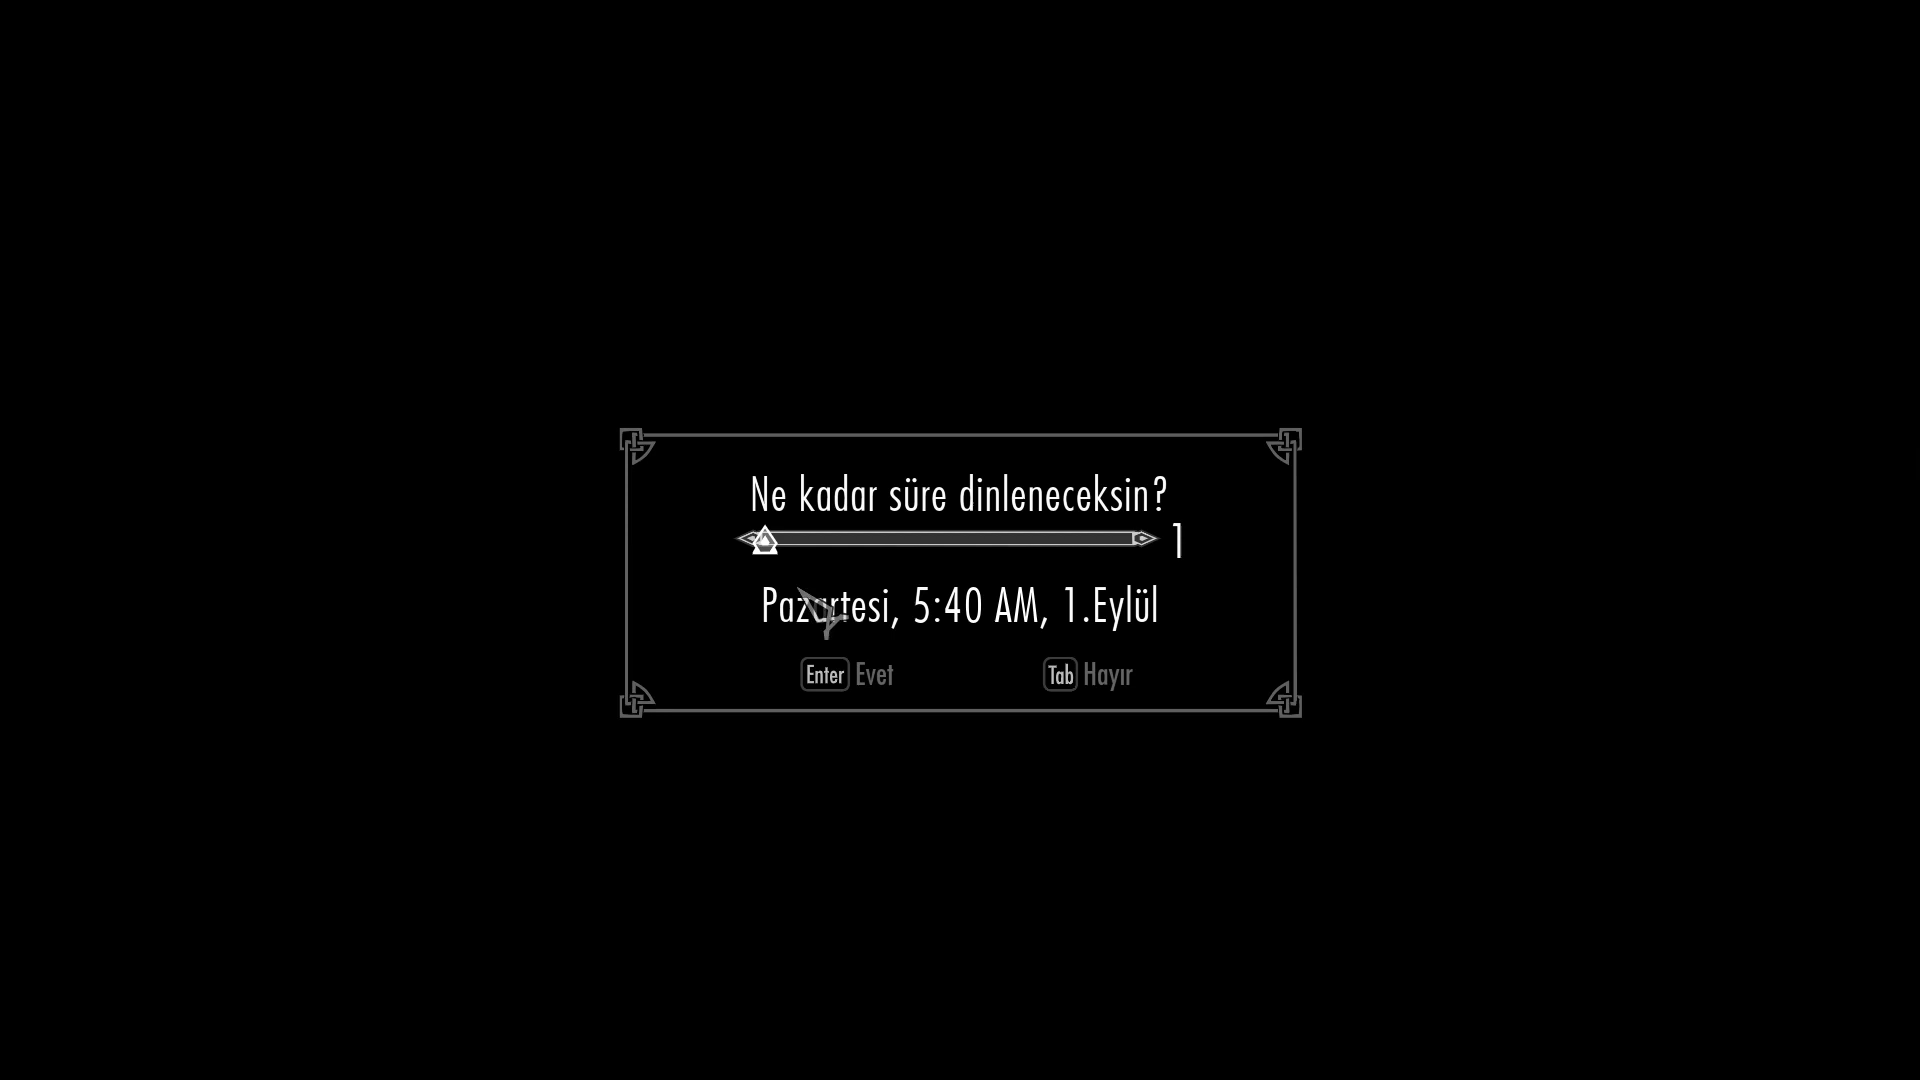 Ne kadar süre dinleneceksin?
1
Pazartesi, 5:40 AM, 1.Eylül
Enter Evet
Tab Hayır